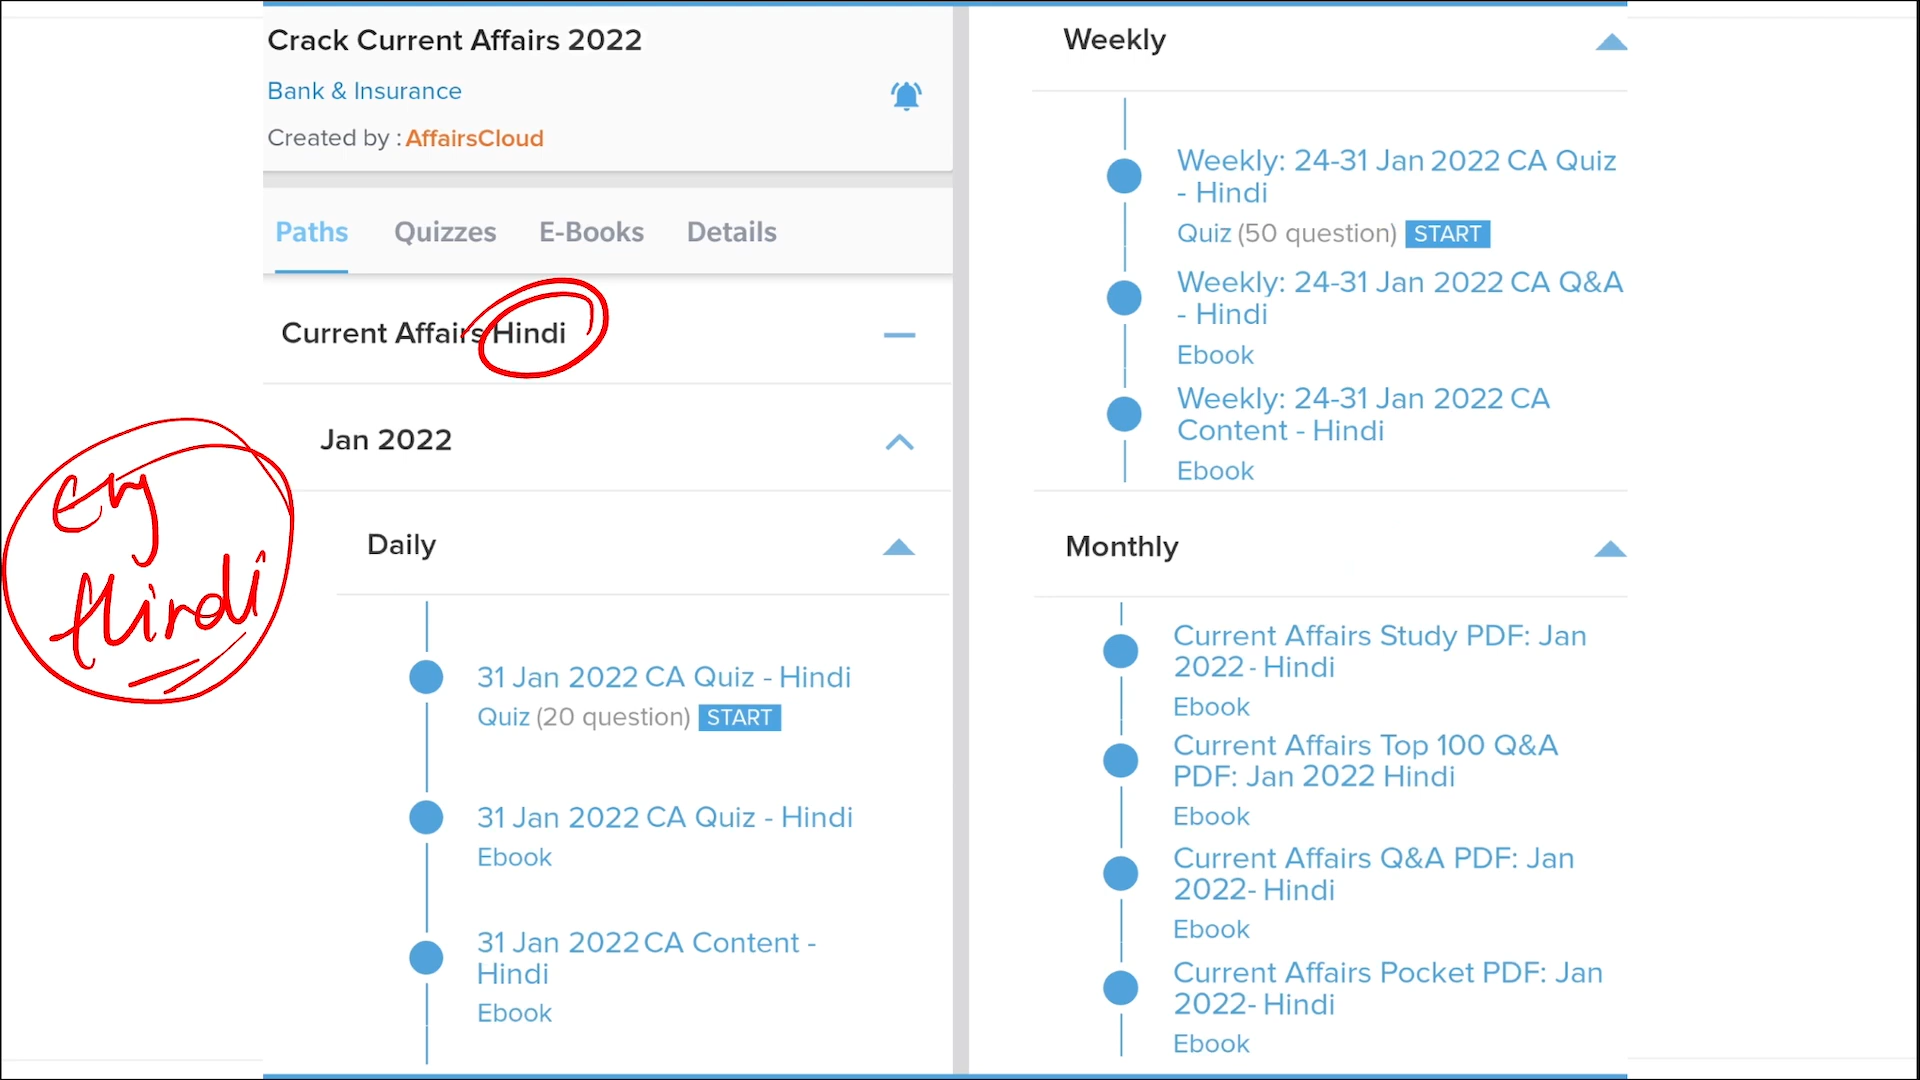 Crack Current Affairs 2022
Bank & Insurance
Created by : AffairsCloud
Paths Quizzes E-Books Details
Current Affairs Hindi
Jan 2022
Daily
31 Jan 2022 CA Quiz - Hindi
Quiz (20 question) START
31 Jan 2022 CA Quiz - Hindi
Ebook
31 Jan 2022 CA Content -
Hindi
Ebook
Eng
Hindi
Weekly
Weekly: 24-31 Jan 2022 CA Quiz
- Hindi
Quiz (50 question) START
Weekly: 24-31 Jan 2022 CA Q&A
- Hindi
Ebook
Weekly: 24-31 Jan 2022 CA
Content - Hindi
Ebook
Monthly
Current Affairs Study PDF: Jan
2022 - Hindi
Ebook
Current Affairs Top 100 Q&A
PDF: Jan 2022 Hindi
Ebook
Current Affairs Q&A PDF: Jan
2022- Hindi
Ebook
Current Affairs Pocket PDF: Jan
2022- Hindi
Ebook